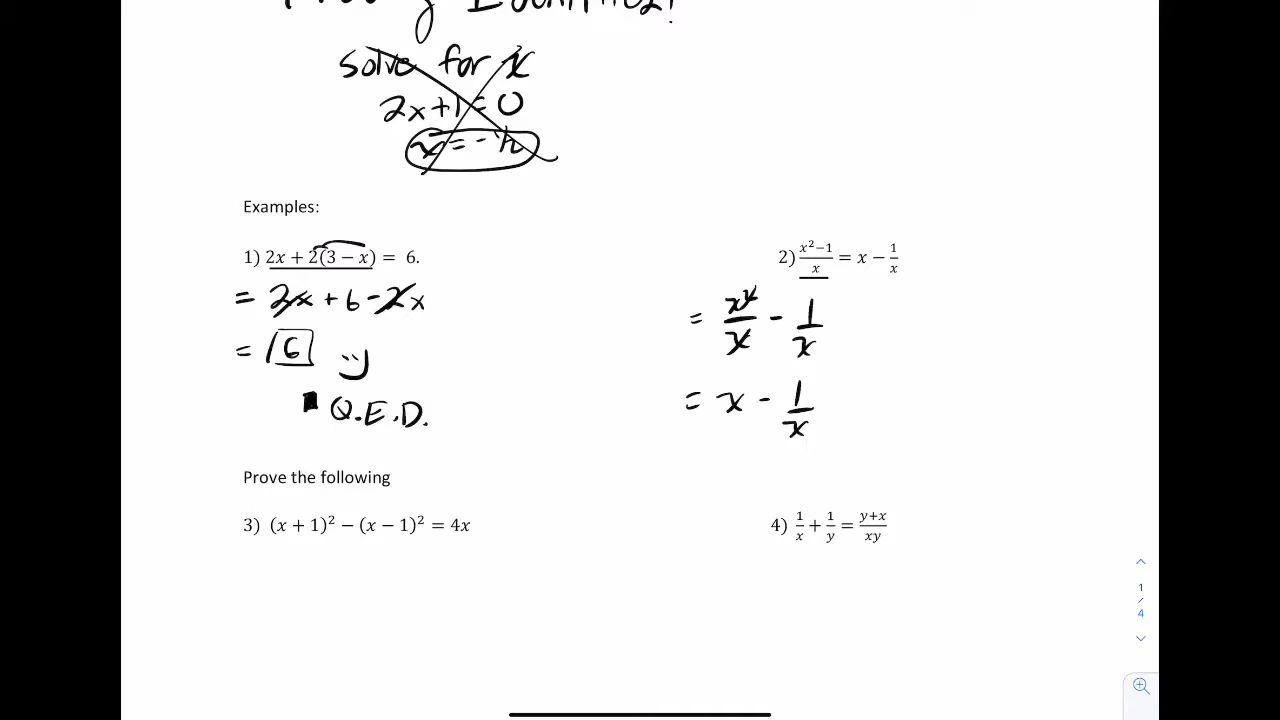 Proving Identities!
solve for x
2x+1=0
x=-½
Examples:
1) 2x + 2(3 − x) = 6.
2) x²−1/x = x − 1/x
= 2x + 6 - 2x
= x²/x - 1/x
= 6
= x - 1/x
Q.E.D.
Prove the following
3) (x + 1)² − (x − 1)² = 4x
4) 1/x + 1/y = y+x/xy
1
/
4